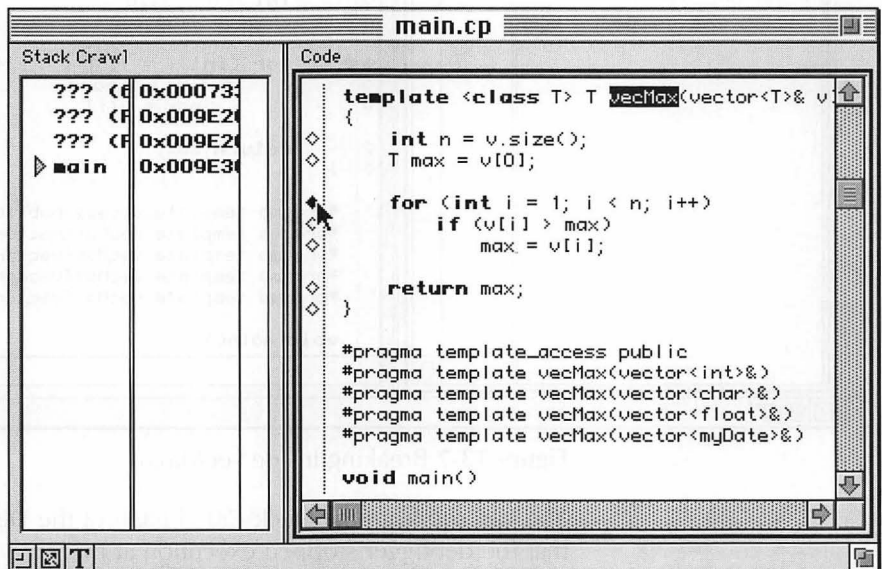 main.cp
Stack Crawl
Code
??? (6 0x00073
??? (F 0x009E2
??? (F 0x009E2
main 0x009E3
template <class T> T vecMax(vector<T>& v
{
int n = v.size();
T max = v[0];
for (int i = 1; i < n; i++)
if (v[i] > max)
max = v[i];
return max;
}
#pragma template_access public
#pragma template vecMax(vector<int>&)
#pragma template vecMax(vector<char>&)
#pragma template vecMax(vector<float>&)
#pragma template vecMax(vector<myDate>&)
void main()
T